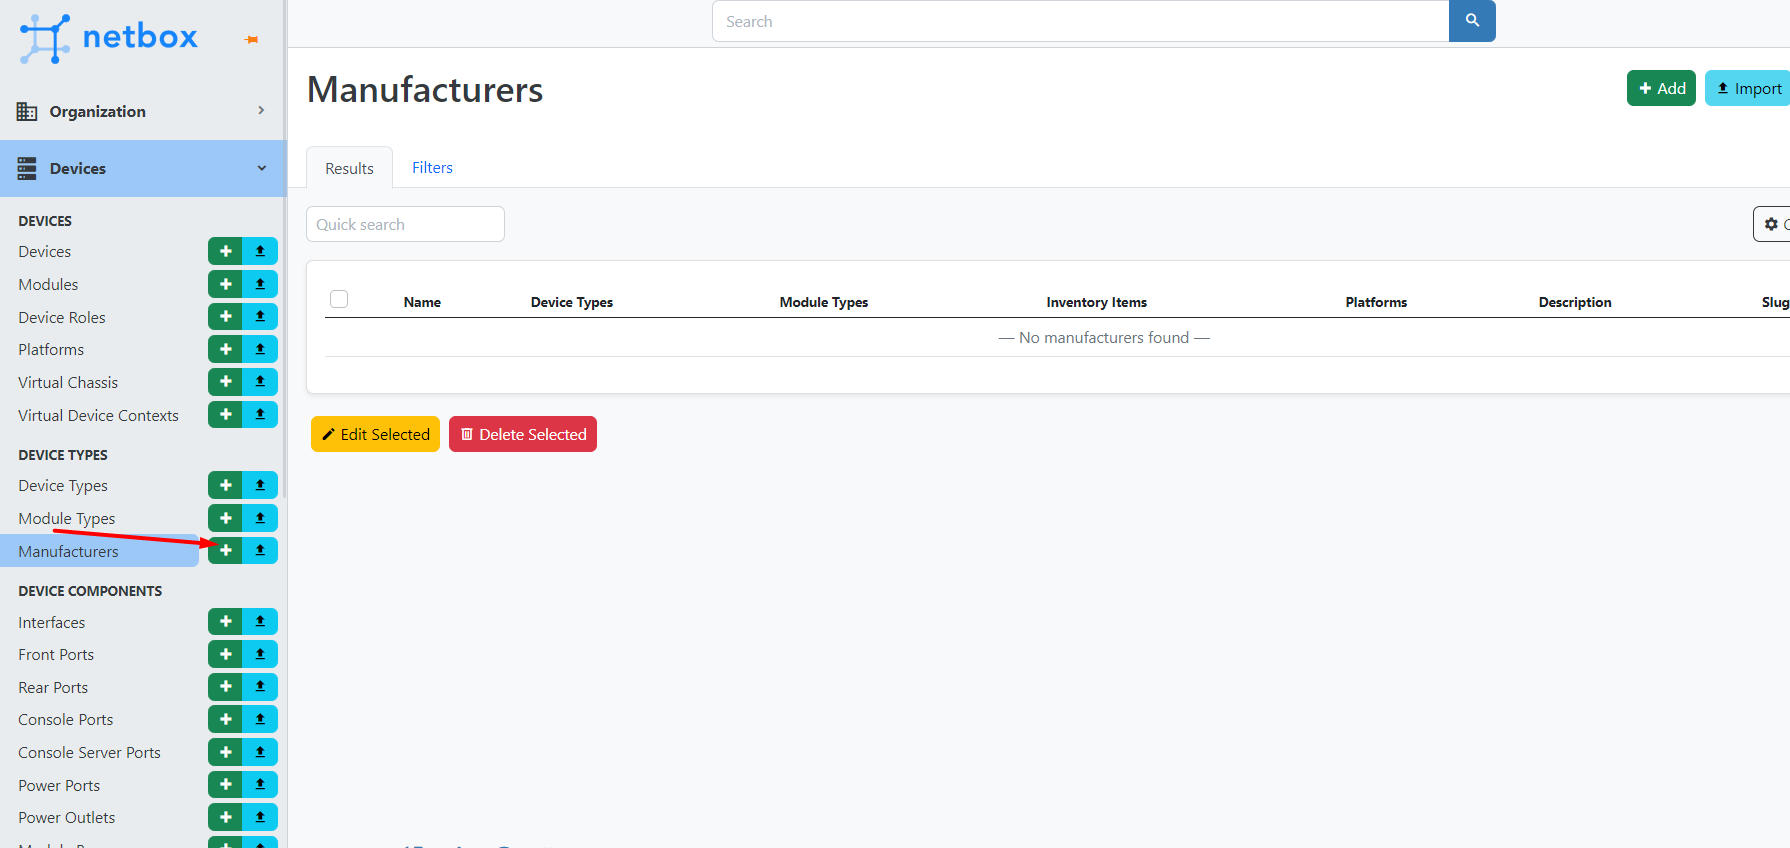 netbox
Search
Organization
Devices
DEVICES
Devices
Modules
Device Roles
Platforms
Virtual Chassis
Virtual Device Contexts
DEVICE TYPES
Device Types
Module Types
Manufacturers
DEVICE COMPONENTS
Interfaces
Front Ports
Rear Ports
Console Ports
Console Server Ports
Power Ports
Power Outlets
Manufacturers
Add Import
Results Filters
Quick search
Name Device Types Module Types Inventory Items Platforms Description Slug
— No manufacturers found —
Edit Selected Delete Selected